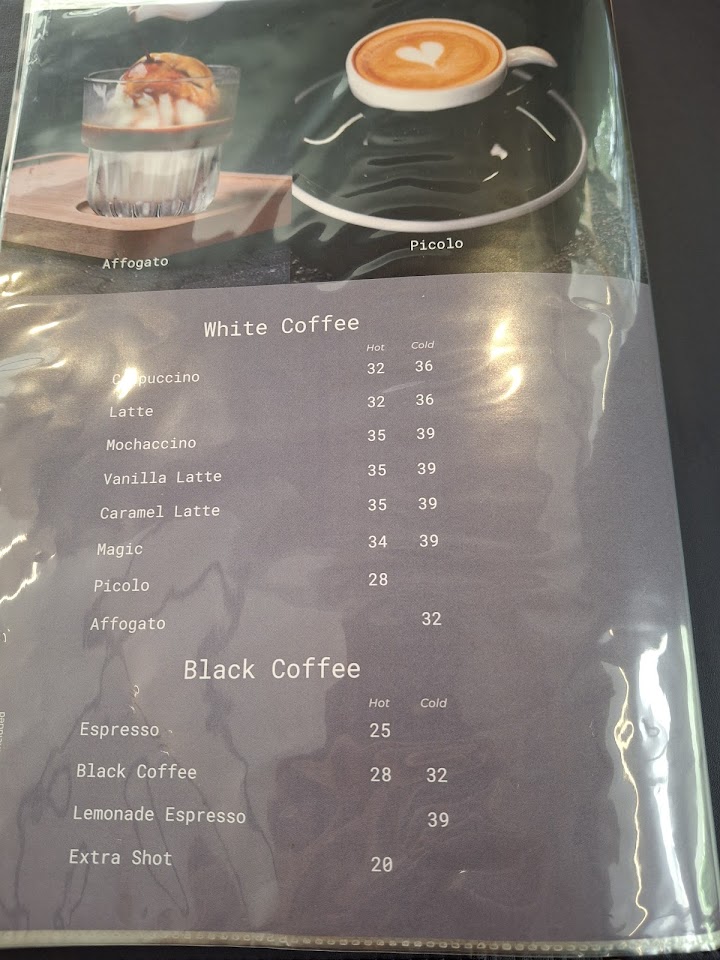 Affogato
Picolo
White Coffee
Hot Cold
Cappuccino 32 36
Latte 32 36
Mochaccino 35 39
Vanilla Latte 35 39
Caramel Latte 35 39
Magic 34 39
Picolo 28
Affogato 32
Black Coffee
Hot Cold
Espresso 25
Black Coffee 28 32
Lemonade Espresso 39
Extra Shot 20